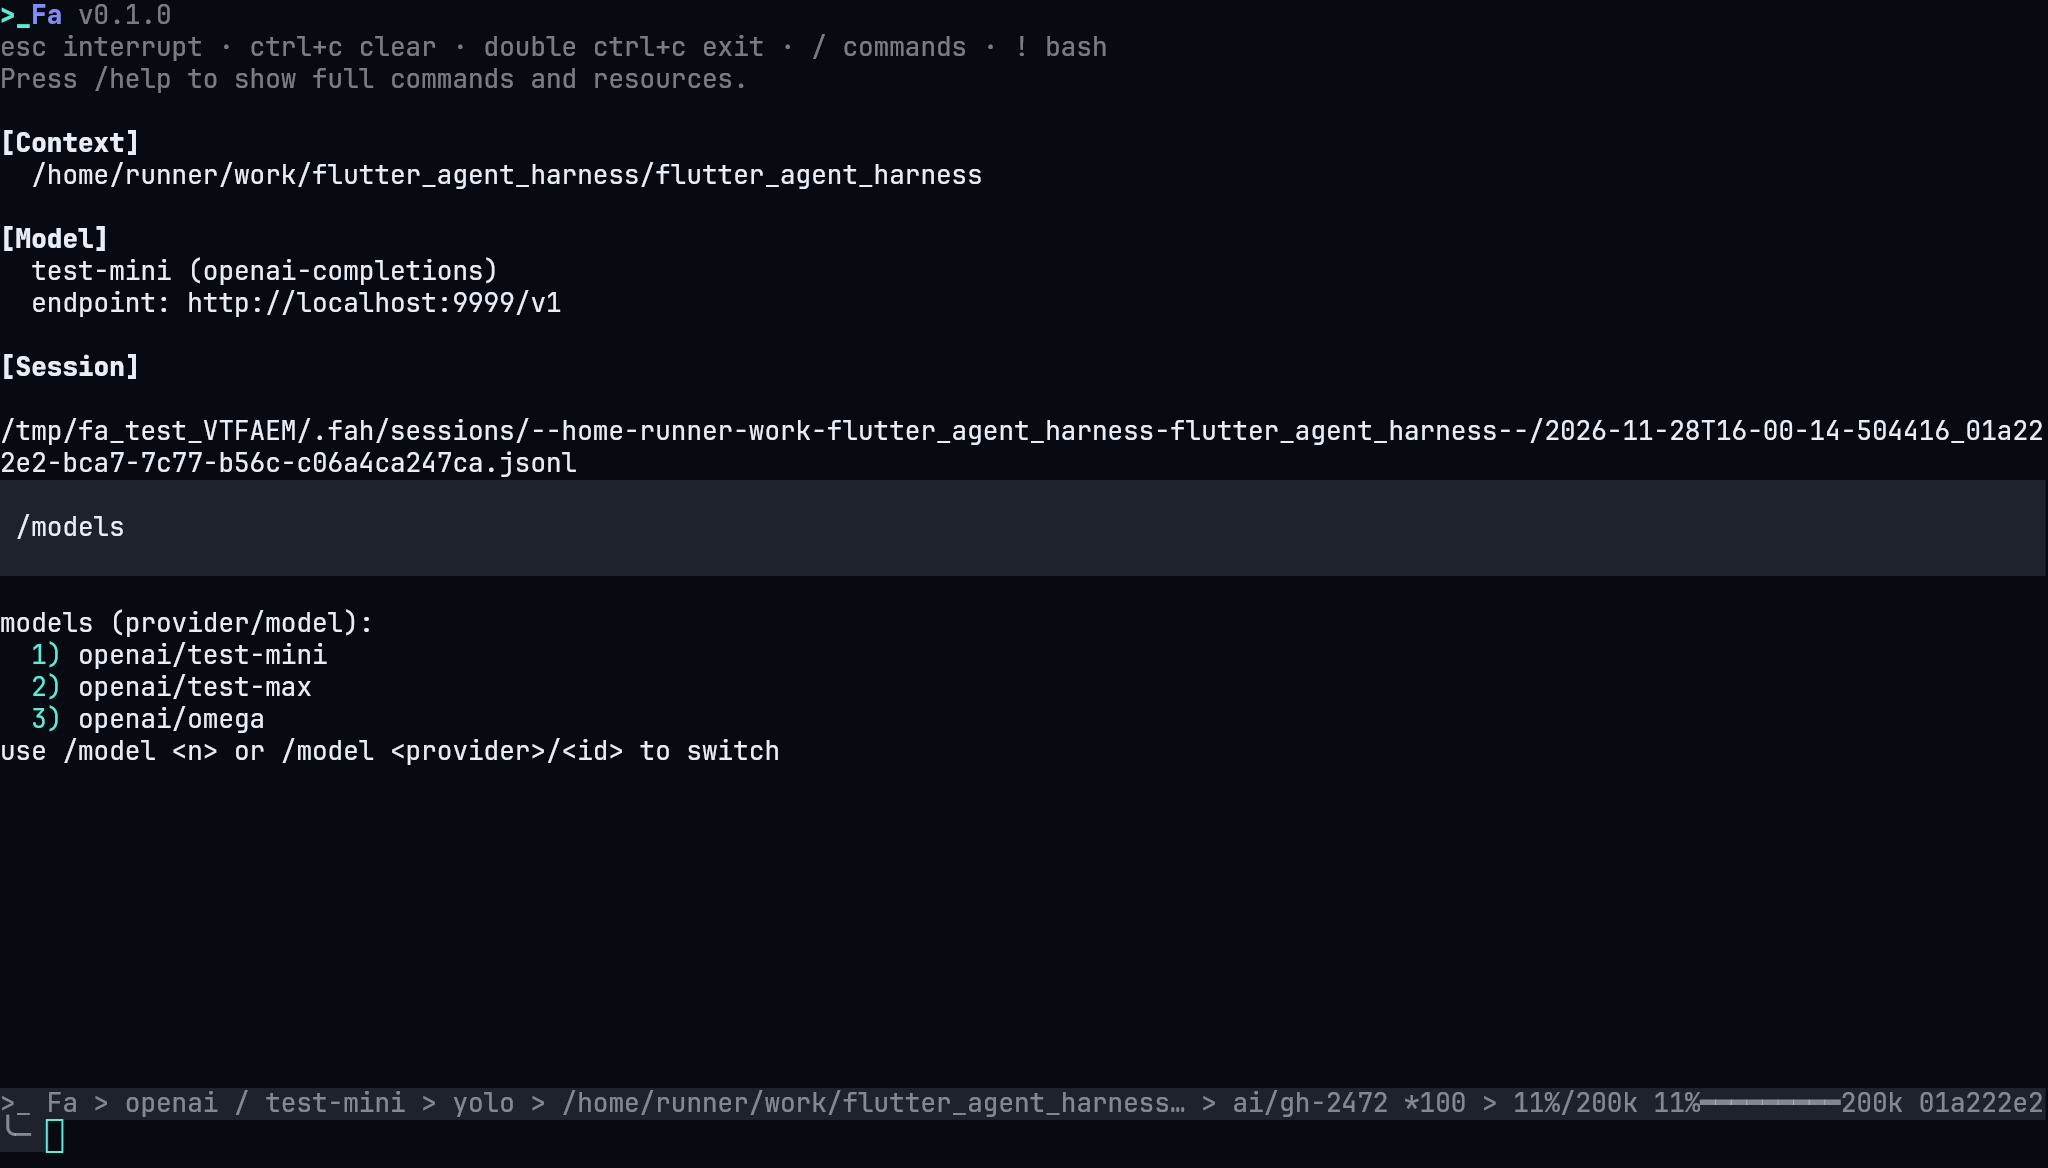 >_Fa v0.1.0
esc interrupt · ctrl+c clear · double ctrl+c exit · / commands · ! bash
Press /help to show full commands and resources.
[Context]
/home/runner/work/flutter_agent_harness/flutter_agent_harness
[Model]
test-mini (openai-completions)
endpoint: http://localhost:9999/v1
[Session]
/tmp/fa_test_VTFAEM/.fah/sessions/--home-runner-work-flutter_agent_harness-flutter_agent_harness--/2026-11-28T16-00-14-504416_01a22
2e2-bca7-7c77-b56c-c06a4ca247ca.jsonl
/models
models (provider/model):
1) openai/test-mini
2) openai/test-max
3) openai/omega
use /model <n> or /model <provider>/<id> to switch
>_ Fa > openai / test-mini > yolo > /home/runner/work/flutter_agent_harness… > ai/gh-2472 *100 > 11%/200k 11%━━━━━━━━━200k 01a222e2